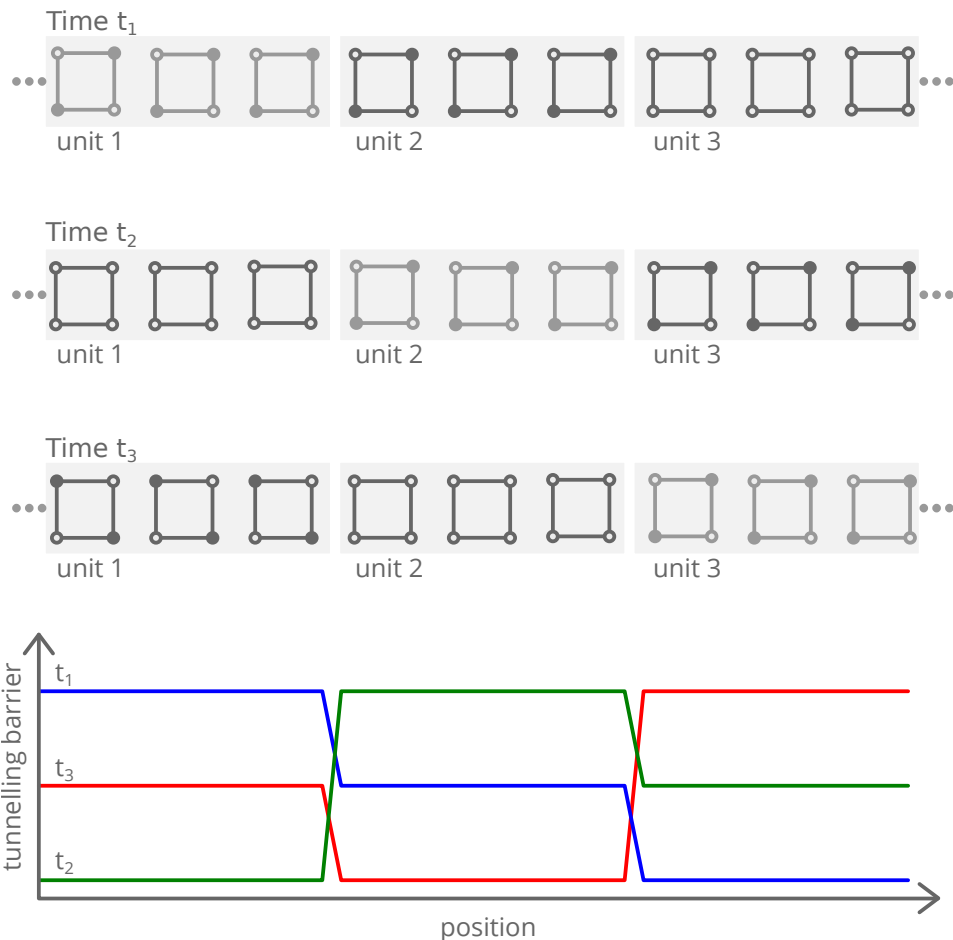 Time t₁
unit 1
unit 2
unit 3
Time t₂
unit 1
unit 2
unit 3
Time t₃
unit 1
unit 2
unit 3
tunnelling barrier
t₁
t₃
t₂
position